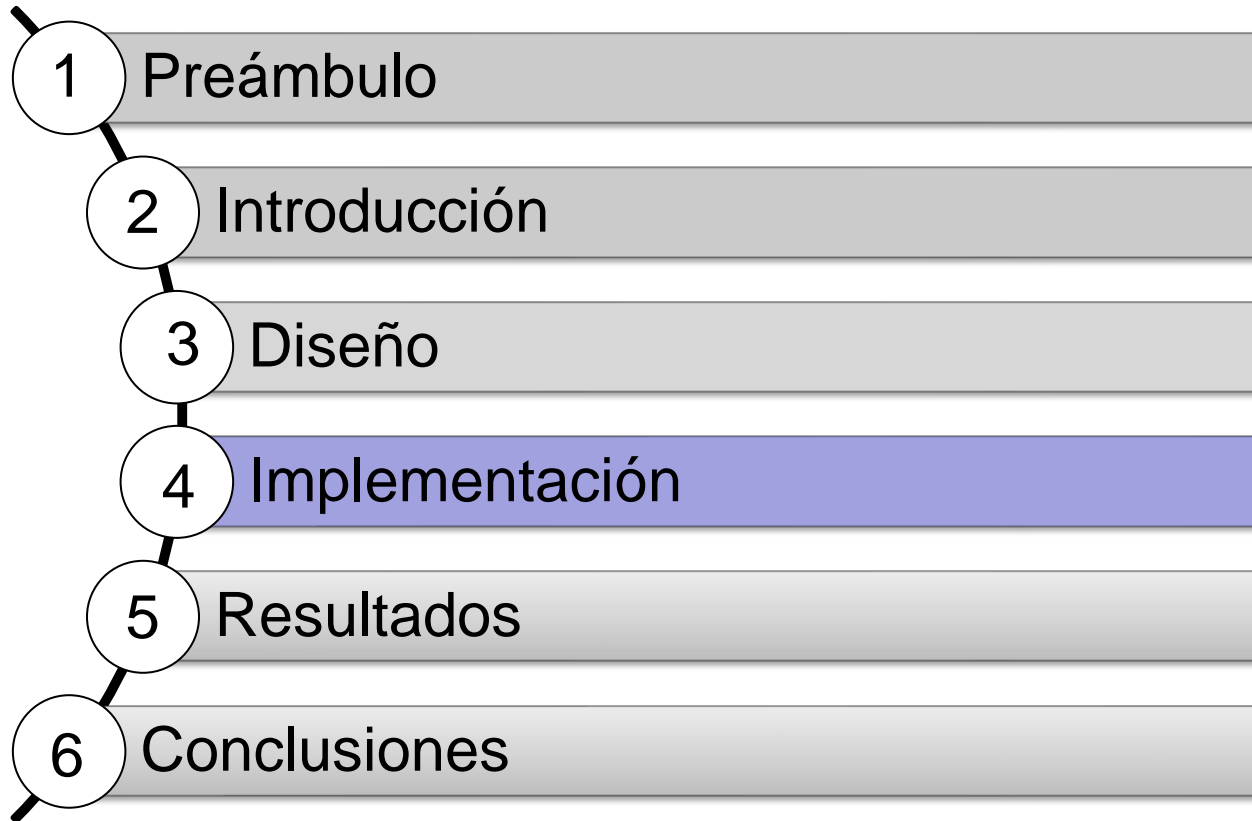 1 Preámbulo
2 Introducción
3 Diseño
4 Implementación
5 Resultados
6 Conclusiones